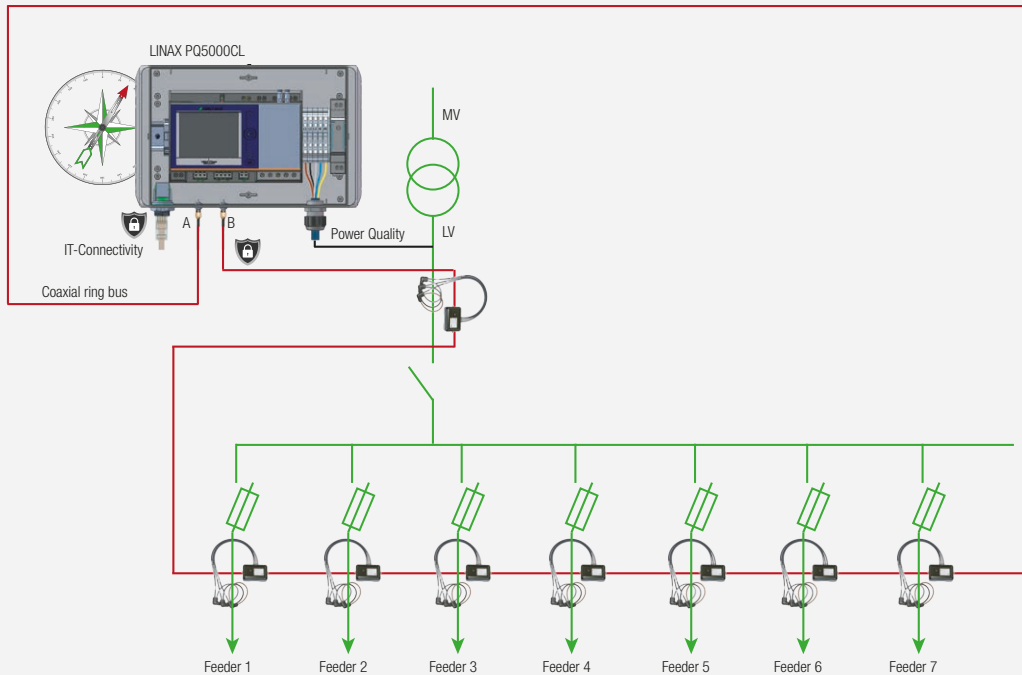 LINAX PQ5000CL
MV
A
B
LV
Power Quality
IT-Connectivity
Coaxial ring bus
Feeder 1
Feeder 2
Feeder 3
Feeder 4
Feeder 5
Feeder 6
Feeder 7